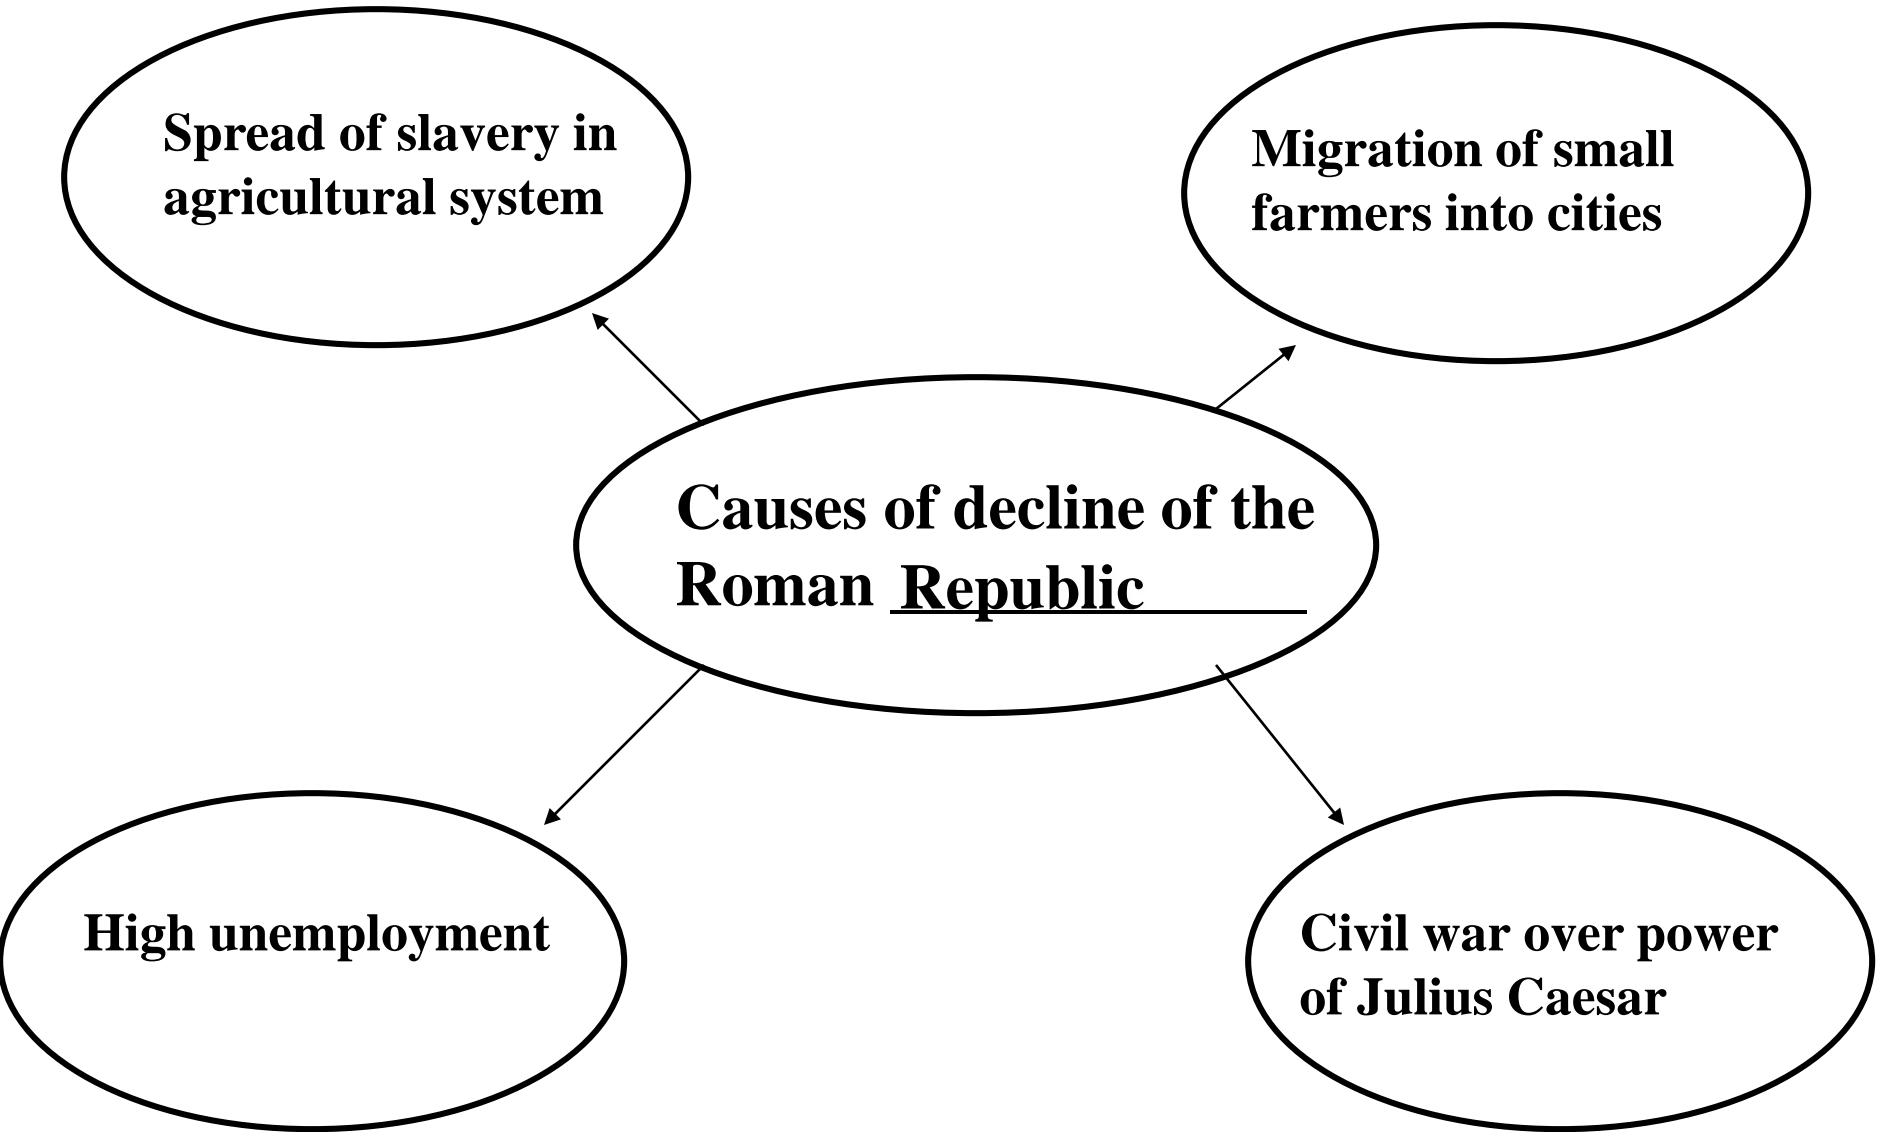 Spread of slavery in
agricultural system
Migration of small
farmers into cities
Causes of decline of the
Roman Republic
High unemployment
Civil war over power
of Julius Caesar